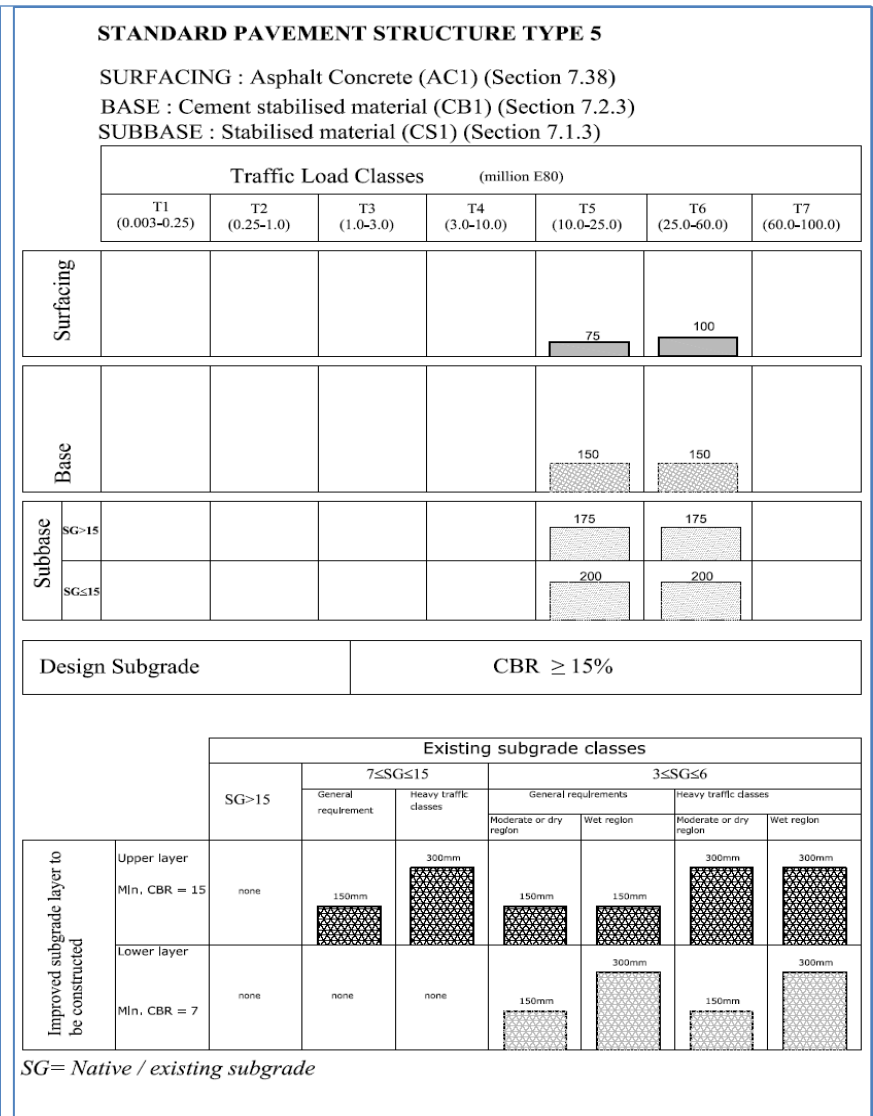 STANDARD PAVEMENT STRUCTURE TYPE 5
SURFACING : Asphalt Concrete (AC1) (Section 7.38)
BASE : Cement stabilised material (CB1) (Section 7.2.3)
SUBBASE : Stabilised material (CS1) (Section 7.1.3)
Traffic Load Classes (million E80)
T1 T2 T3 T4 T5 T6 T7
(0.003-0.25) (0.25-1.0) (1.0-3.0) (3.0-10.0) (10.0-25.0) (25.0-60.0) (60.0-100.0)
Surfacing
75 100
Base
150 150
Subbase
SG>15 175 175
SG≤15 200 200
Design Subgrade CBR ≥ 15%
Existing subgrade classes
SG>15 7≤SG≤15 3≤SG≤6
General requirement
Heavy traffic classes
General requirements
Heavy traffic classes
Moderate or dry region
Wet region
Moderate or dry region
Wet region
Improved subgrade layer to be constructed
Upper layer
Min. CBR = 15
none 150mm 300mm 150mm 150mm 300mm 300mm
Lower layer
Min. CBR = 7
none none none 150mm 300mm 150mm 300mm
SG= Native / existing subgrade